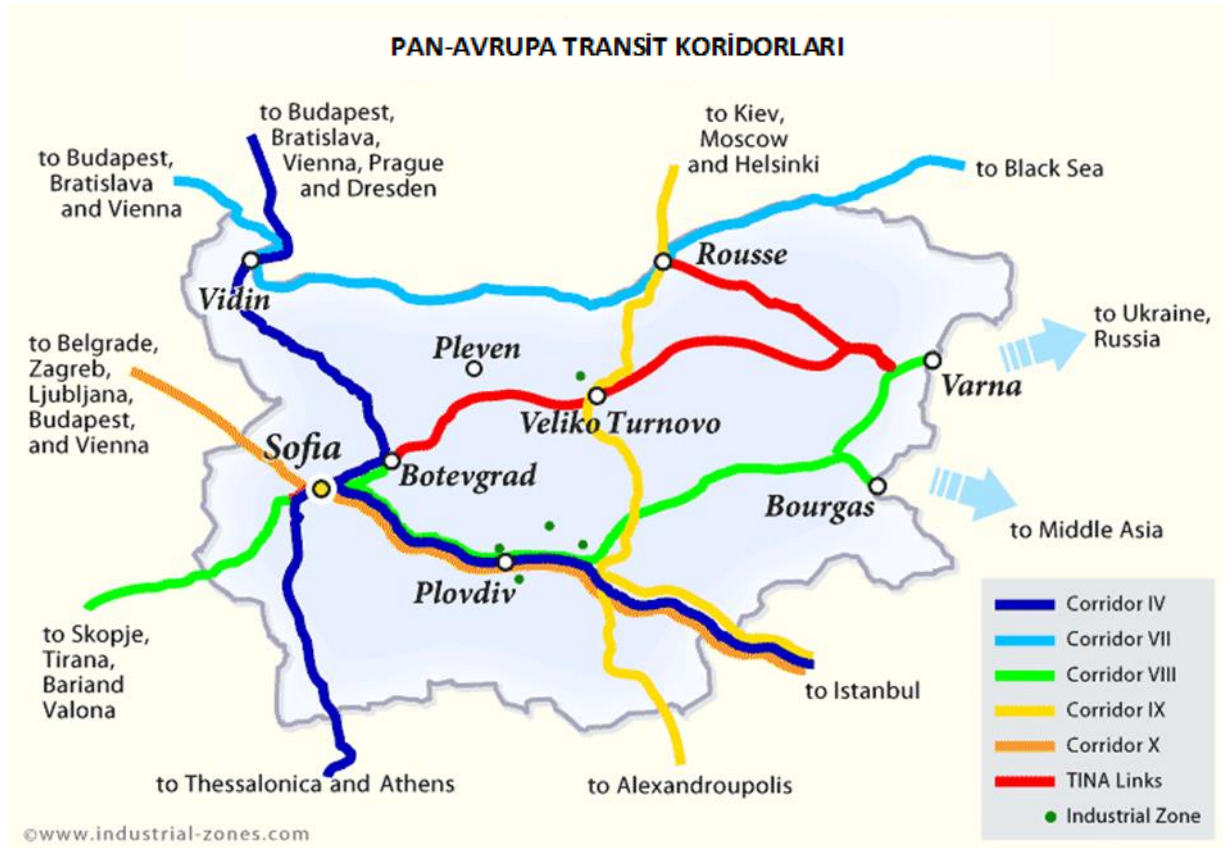 PAN-AVRUPA TRANSİT KORİDORLARI
to Budapest,
Bratislava,
Vienna, Prague
and Dresden
to Kiev,
Moscow
and Helsinki
to Budapest,
Bratislava
and Vienna
to Black Sea
Rousse
Vidin
to Ukraine,
Russia
to Belgrade,
Zagreb,
Ljubljana,
Budapest,
and Vienna
Pleven
Varna
Veliko Turnovo
Sofia
Botevgrad
Bourgas
to Middle Asia
Plovdiv
to Skopje,
Tirana,
Bariand
Valona
to Istanbul
to Thessalonica and Athens
to Alexandroupolis
Corridor IV
Corridor VII
Corridor VIII
Corridor IX
Corridor X
TINA Links
Industrial Zone
©www.industrial-zones.com